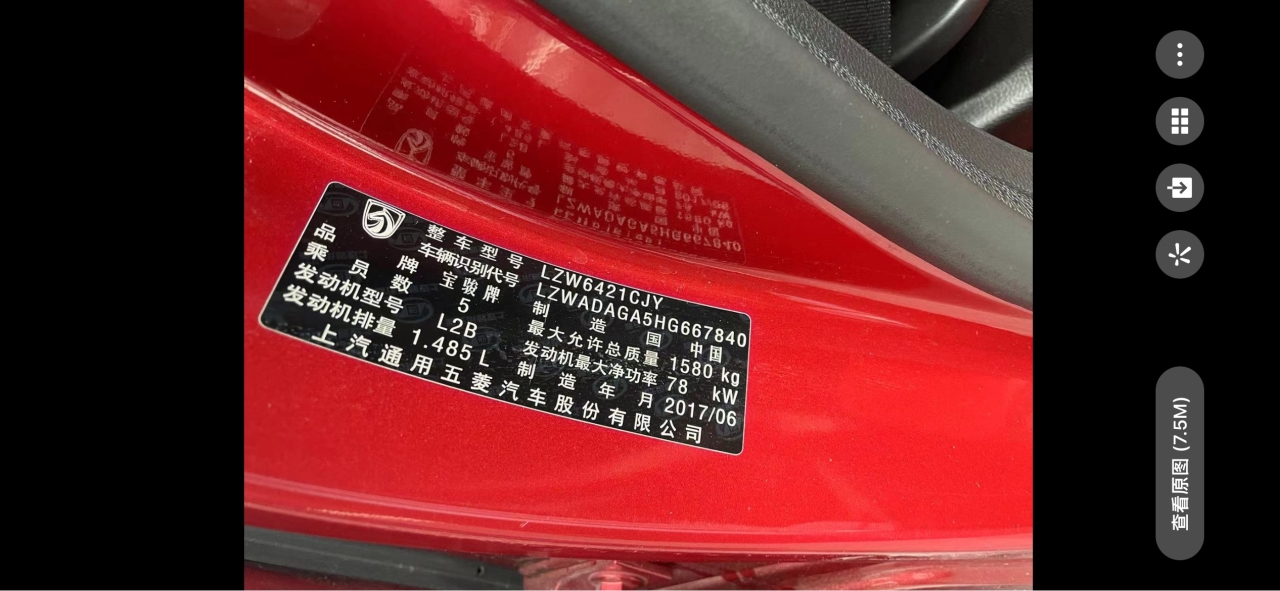 整车型号 LZW6421CJY
车辆识别代号 LZWADAGA5HG667840
品牌 宝骏牌 制造国 中国
乘员数 5 最大允许总质量 1580 kg
发动机型号 L2B 发动机最大净功率 78 kW
发动机排量 1.485 L 制造年月 2017/06
上汽通用五菱汽车股份有限公司
查看原图 (7.5M)